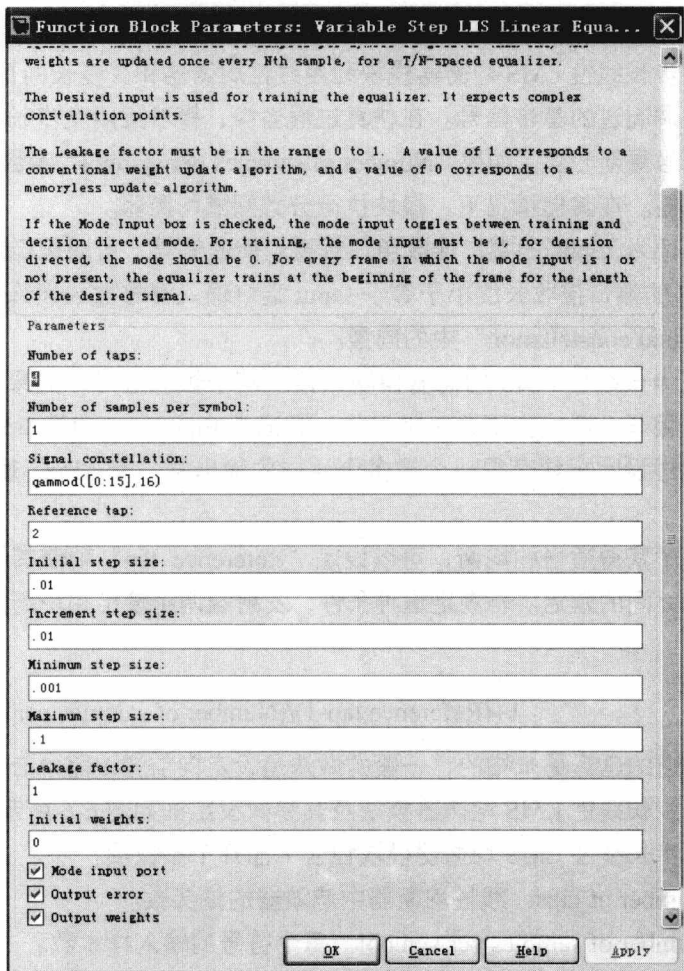 Function Block Parameters: Variable Step LMS Linear Equa...
weights are updated once every Nth sample, for a T/N-spaced equalizer.
The Desired input is used for training the equalizer. It expects complex
constellation points.
The Leakage factor must be in the range 0 to 1. A value of 1 corresponds to a
conventional weight update algorithm, and a value of 0 corresponds to a
memoryless update algorithm.
If the Mode Input box is checked, the mode input toggles between training and
decision directed mode. For training, the mode input must be 1, for decision
directed, the mode should be 0. For every frame in which the mode input is 1 or
not present, the equalizer trains at the beginning of the frame for the length
of the desired signal.
Parameters
Number of taps:
Number of samples per symbol:
1
Signal constellation:
qammod([0:15],16)
Reference tap:
2
Initial step size:
.01
Increment step size:
.01
Minimum step size:
.001
Maximum step size:
.1
Leakage factor:
1
Initial weights:
0
Mode input port
Output error
Output weights
OK Cancel Help Apply